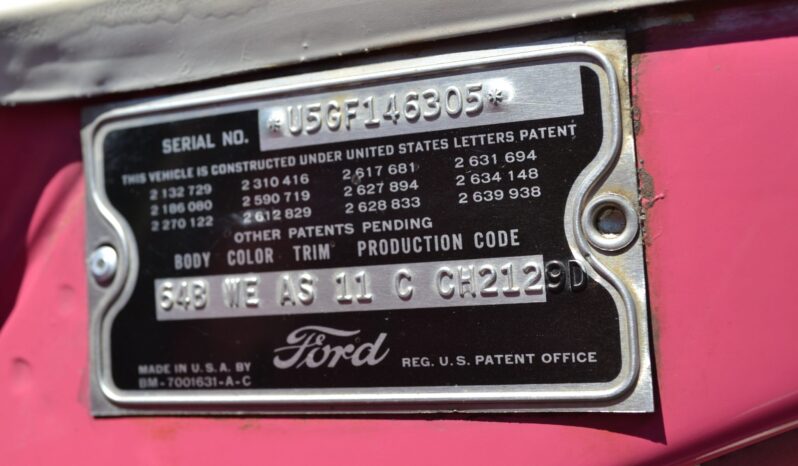 SERIAL NO. *U5GF146305*
THIS VEHICLE IS CONSTRUCTED UNDER UNITED STATES LETTERS PATENT
2 132 729 2 310 416 2 617 681 2 631 694
2 186 080 2 590 719 2 627 894 2 634 148
2 270 122 2 612 829 2 628 833 2 639 938
OTHER PATENTS PENDING
BODY COLOR TRIM PRODUCTION CODE
64B WE AS 11 C CH2129D
Ford REG. U.S. PATENT OFFICE
MADE IN U.S.A. BY
BM-7001631-A-C